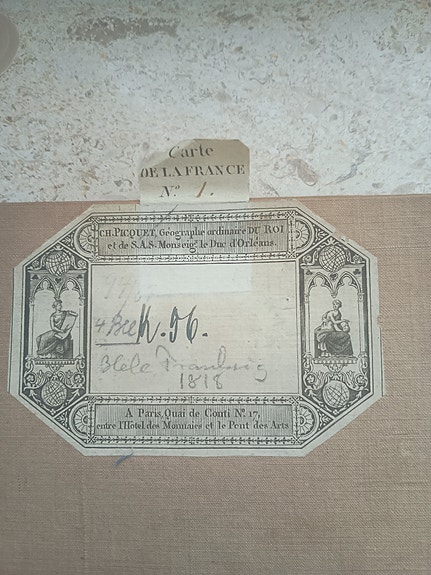 Carte
DE LA FRANCE
N.º 1.
CH. PICQUET, Géographe ordinaire DU ROI
et de S.A.S. Monseig.r le Duc d'Orléans.
K. 56.
1818
A Paris, Quai de Conti N.º 17,
entre l'Hôtel des Monnaies et le Pont des Arts